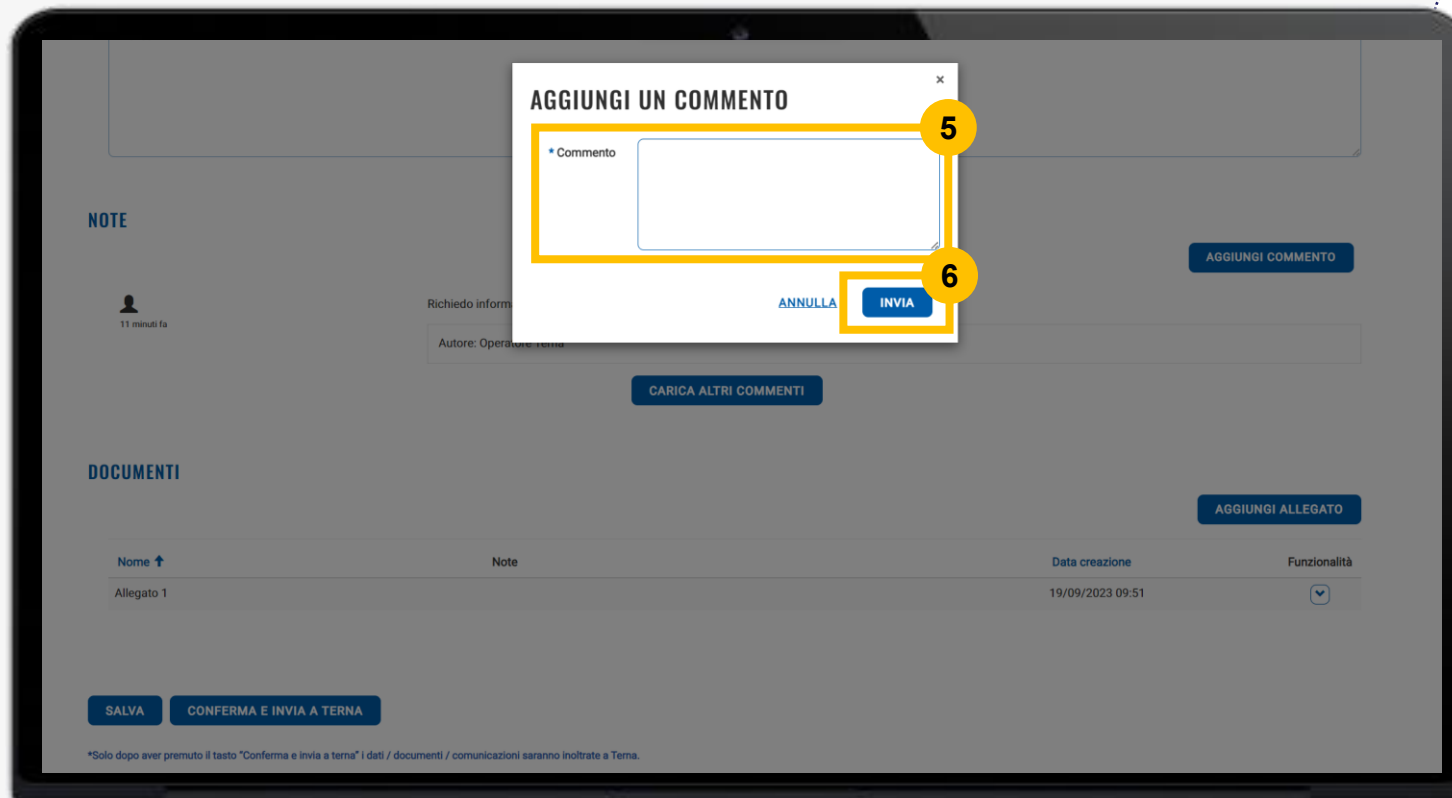 ×
AGGIUNGI UN COMMENTO
5
* Commento
NOTE
AGGIUNGI COMMENTO
6
Richiedo inform
ANNULLA
INVIA
11 minuti fa
Autore: Operatore Terna
CARICA ALTRI COMMENTI
DOCUMENTI
AGGIUNGI ALLEGATO
Nome ↑ Note Data creazione Funzionalità
Allegato 1 19/09/2023 09:51
SALVA CONFERMA E INVIA A TERNA
*Solo dopo aver premuto il tasto "Conferma e invia a terna" i dati / documenti / comunicazioni saranno inoltrate a Terna.